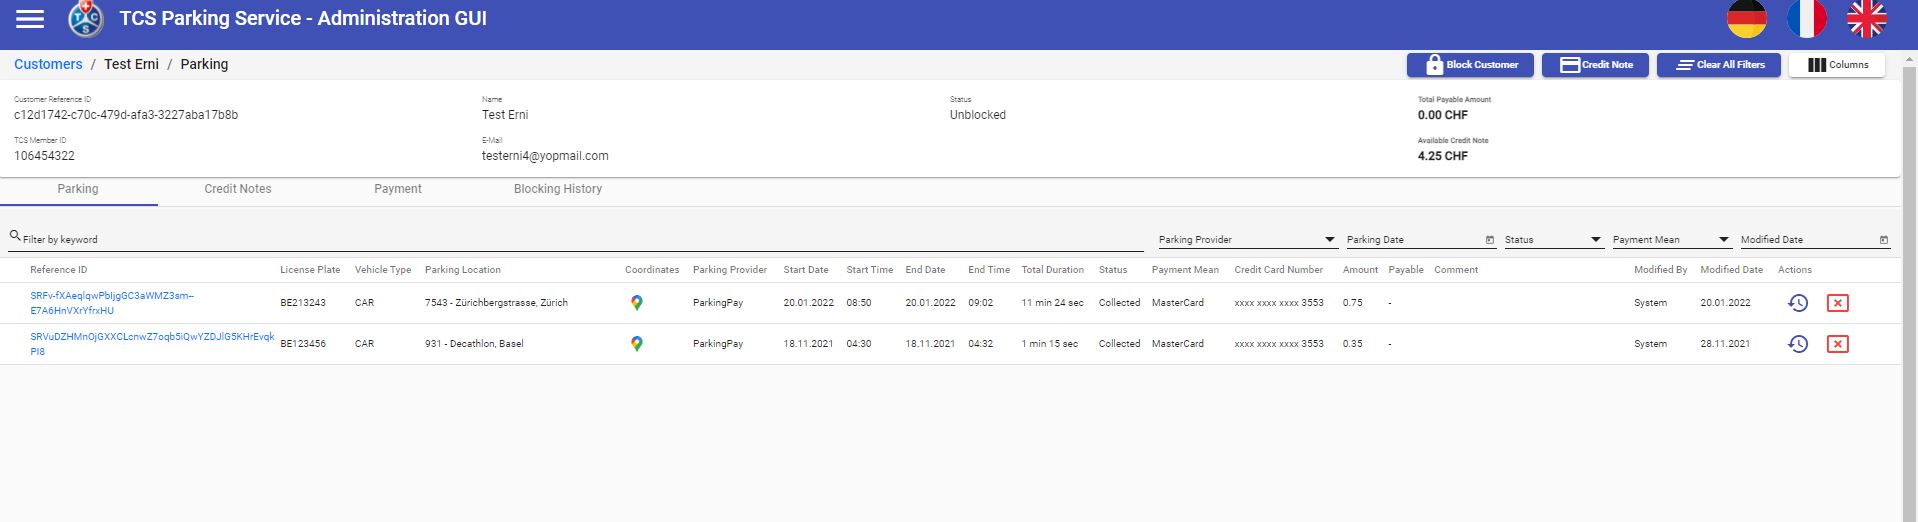 TCS TCS Parking Service - Administration GUI
Customers / Test Erni / Parking Block Customer Credit Note Clear All Filters Columns
Customer Reference ID Name Status Total Payable Amount
c12d1742-c70c-479d-afa3-3227aba17b8b Test Erni Unblocked 0.00 CHF
TCS Member ID E-Mail Available Credit Note
106454322 testerni4@yopmail.com 4.25 CHF
Parking Credit Notes Payment Blocking History
Filter by keyword Parking Provider Parking Date Status Payment Mean Modified Date
Reference ID License Plate Vehicle Type Parking Location Coordinates Parking Provider Start Date Start Time End Date End Time Total Duration Status Payment Mean Credit Card Number Amount Payable Comment Modified By Modified Date Actions
SRFv-fXAeqlqwPbIjgGC3aWMZ3sm--
E7A6HnVXrYfrxHU BE213243 CAR 7543 - Zürichbergstrasse, Zürich ParkingPay 20.01.2022 08:50 20.01.2022 09:02 11 min 24 sec Collected MasterCard xxxx xxxx xxxx 3553 0.75 - System 20.01.2022
SRVuDZHMnOjGXXCLcnwZ7oqb5iQwYZDJlG5KHrEvqk
PI8 BE123456 CAR 931 - Decathlon, Basel ParkingPay 18.11.2021 04:30 18.11.2021 04:32 1 min 15 sec Collected MasterCard xxxx xxxx xxxx 3553 0.35 - System 28.11.2021